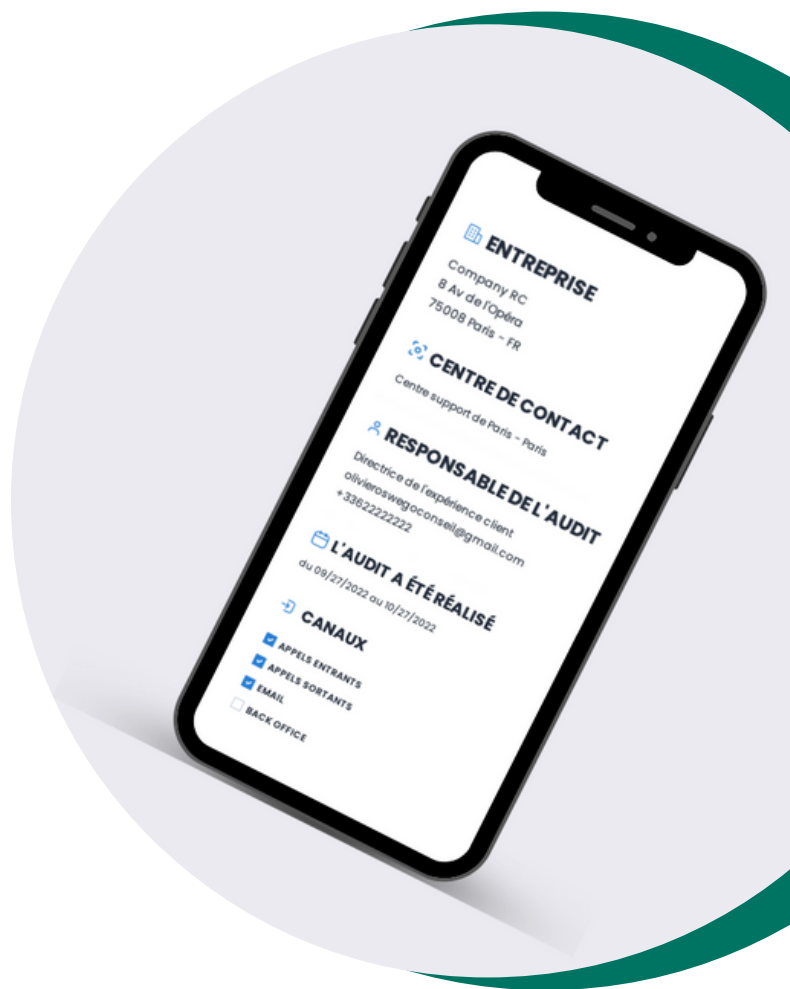 ENTREPRISE
Company RC
8 Av de l'Opéra
75008 Paris - FR
CENTRE DE CONTACT
Centre support de Paris - Paris
RESPONSABLE DE L'AUDIT
Directrice de l'expérience client
olivieroswegoconseil@gmail.com
+33622222222
L'AUDIT A ÉTÉ RÉALISÉ
du 09/27/2022 au 10/27/2022
CANAUX
APPELS ENTRANTS
APPELS SORTANTS
EMAIL
BACK OFFICE